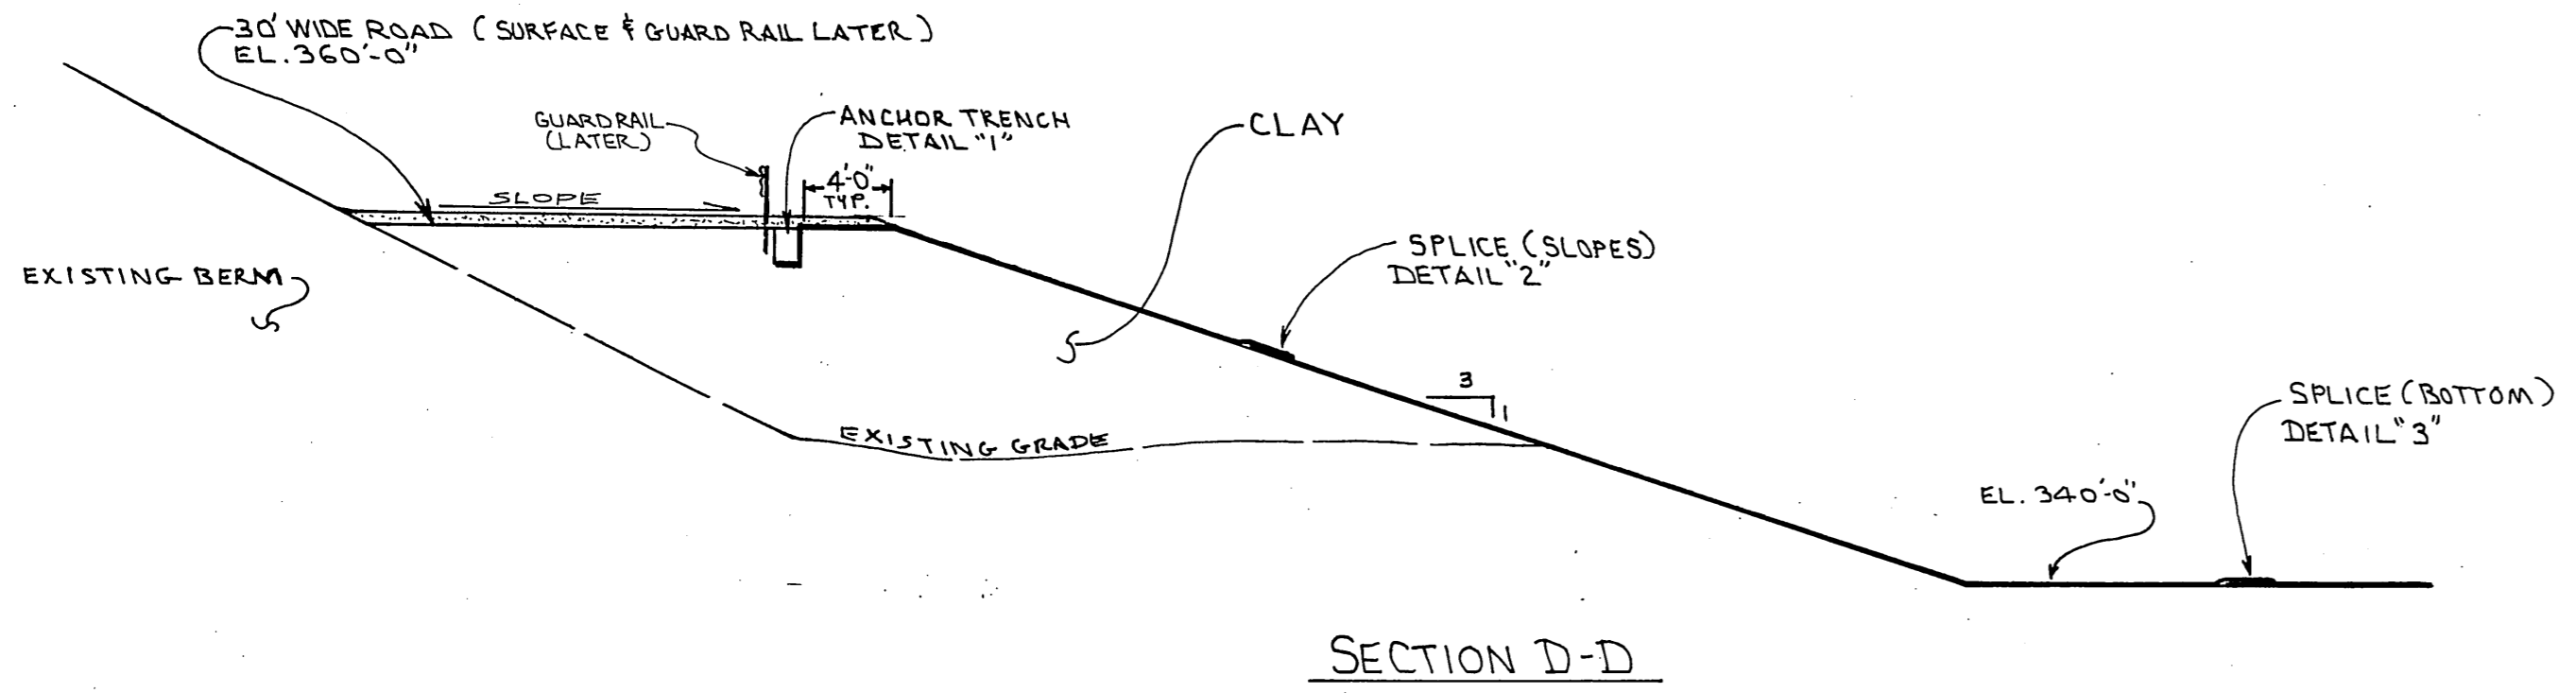 30' WIDE ROAD (SURFACE & GUARD RAIL LATER)
EL. 360'-0"
GUARDRAIL
(LATER)
ANCHOR TRENCH
DETAIL "1"
CLAY
SLOPE
4'-0"
TYP.
EXISTING BERM
SPLICE (SLOPES)
DETAIL "2"
3
1
SPLICE (BOTTOM)
DETAIL "3"
EXISTING GRADE
EL. 340'-0"
SECTION D-D